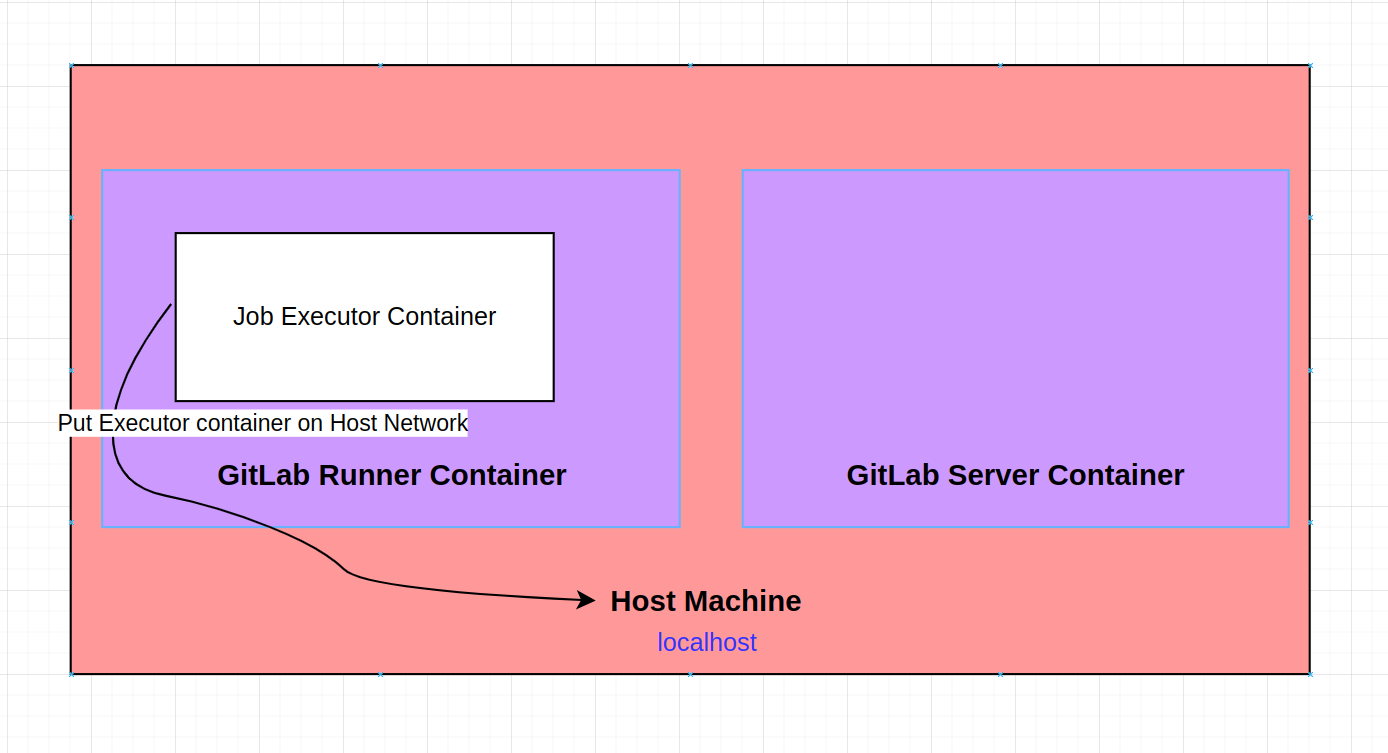 Job Executor Container
Put Executor container on Host Network
GitLab Runner Container
GitLab Server Container
Host Machine
localhost